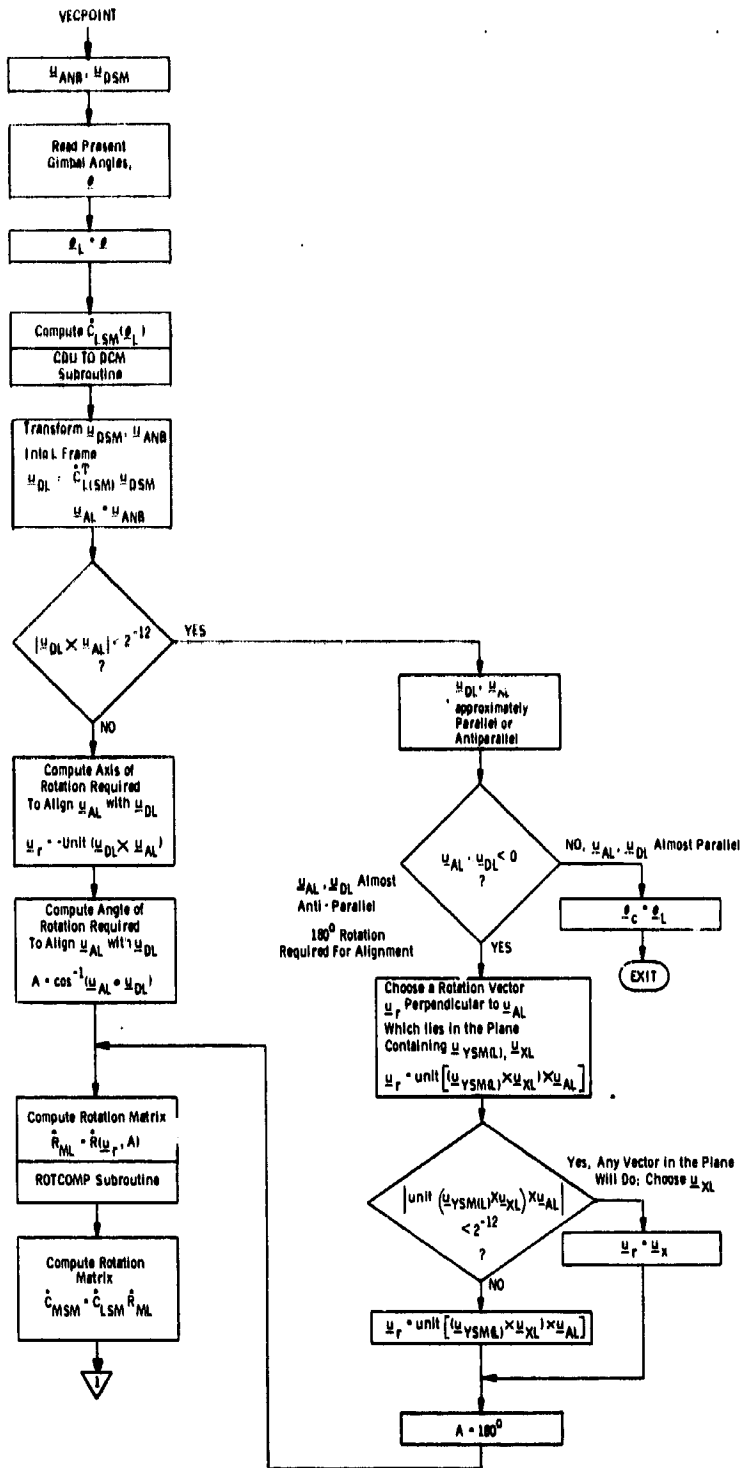 VECPOINT
u_ANB, u_DSM
Read Present
Gimbal Angles,
θ
θ_L = θ
Compute C*_LSM(θ_L)
CDU TO DCM
Subroutine
Transform u_DSM, u_ANB
Into L Frame
u_DL = C*^T_L(SM) u_DSM
u_AL = u_ANB
|u_DL × u_AL| < 2^-12
?
YES
NO
Compute Axis of
Rotation Required
To Align u_AL with u_DL
u_r = -Unit (u_DL × u_AL)
Compute Angle of
Rotation Required
To Align u_AL with u_DL
A = cos^-1(u_AL • u_DL)
Compute Rotation Matrix
R*_ML = R*(u_r, A)
ROTCOMP Subroutine
Compute Rotation
Matrix
C*_MSM = C*_LSM R*_ML
1
u_DL, u_AL
approximately
Parallel or
Antiparallel
u_AL · u_DL < 0
?
NO, u_AL, u_DL Almost Parallel
θ_c = θ_L
EXIT
u_AL, u_DL Almost
Anti-Parallel
180° Rotation
Required For Alignment
YES
Choose a Rotation Vector
u_r Perpendicular to u_AL
Which lies in the Plane
Containing u_YSM(L), u_XL
u_r = unit [(u_YSM(L) × u_XL) × u_AL]
|unit (u_YSM(L) × u_XL) × u_AL|
< 2^-12
?
Yes, Any Vector in the Plane
Will Do; Choose u_XL
u_r = u_x
NO
u_r = unit [(u_YSM(L) × u_XL) × u_AL]
A = 180°